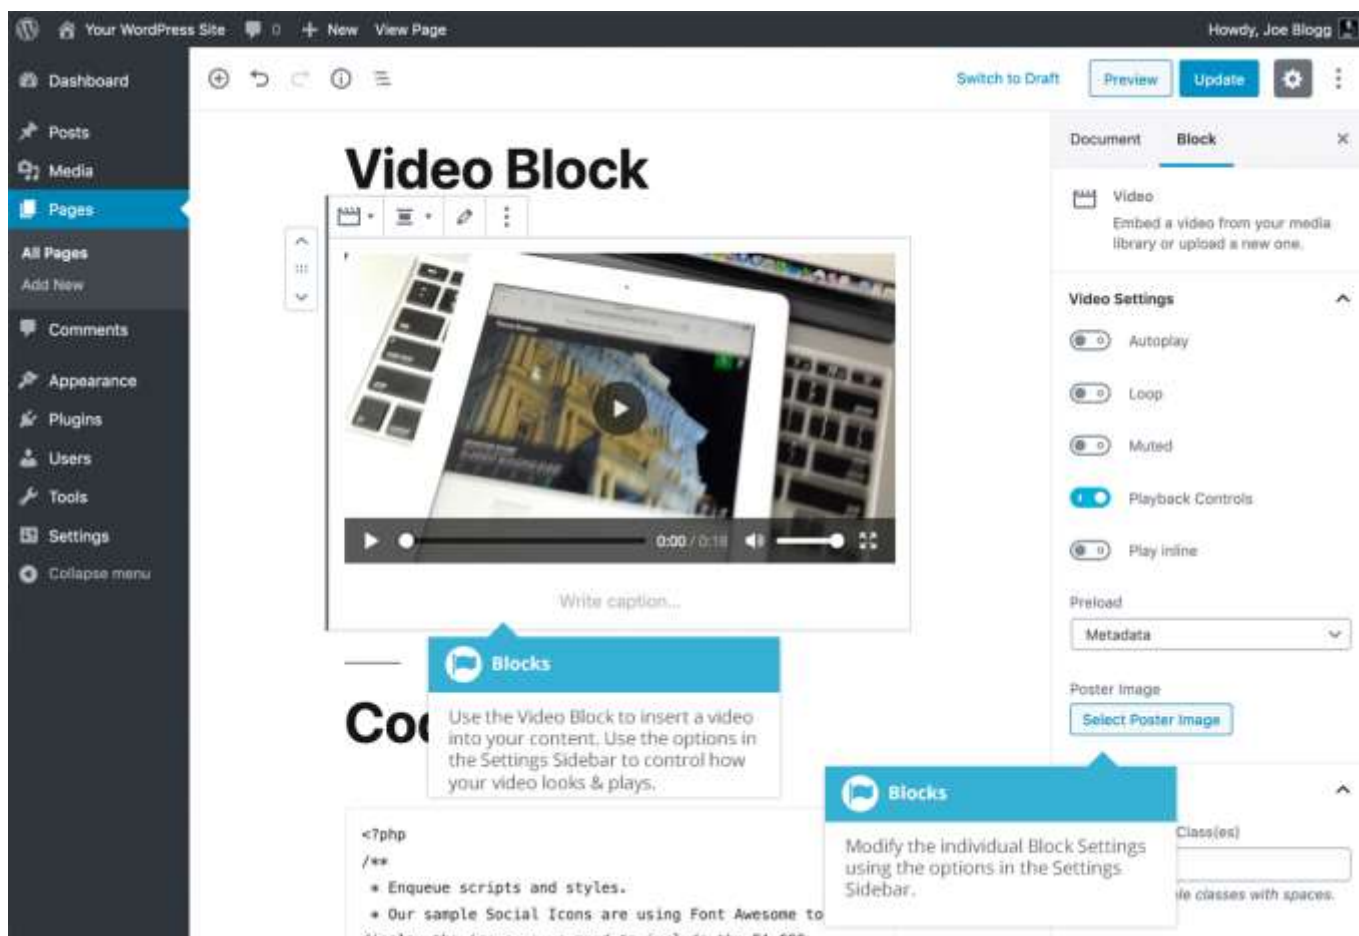 Your WordPress Site 0 + New View Page Howdy, Joe Blogg
Dashboard
Posts
Media
Pages
All Pages
Add New
Comments
Appearance
Plugins
Users
Tools
Settings
Collapse menu
Switch to Draft Preview Update
Video Block
0:00 / 0:18
Write caption...
Blocks
Use the Video Block to insert a video
into your content. Use the options in
the Settings Sidebar to control how
your video looks & plays.
Co
<?php
/**
* Enqueue scripts and styles.
* Our sample Social Icons are using Font Awesome to
Document Block
Video
Embed a video from your media
library or upload a new one.
Video Settings
Autoplay
Loop
Muted
Playback Controls
Play inline
Preload
Metadata
Poster Image
Select Poster Image
Blocks
Modify the individual Block Settings
using the options in the Settings
Sidebar.
Class(es)
classes with spaces.